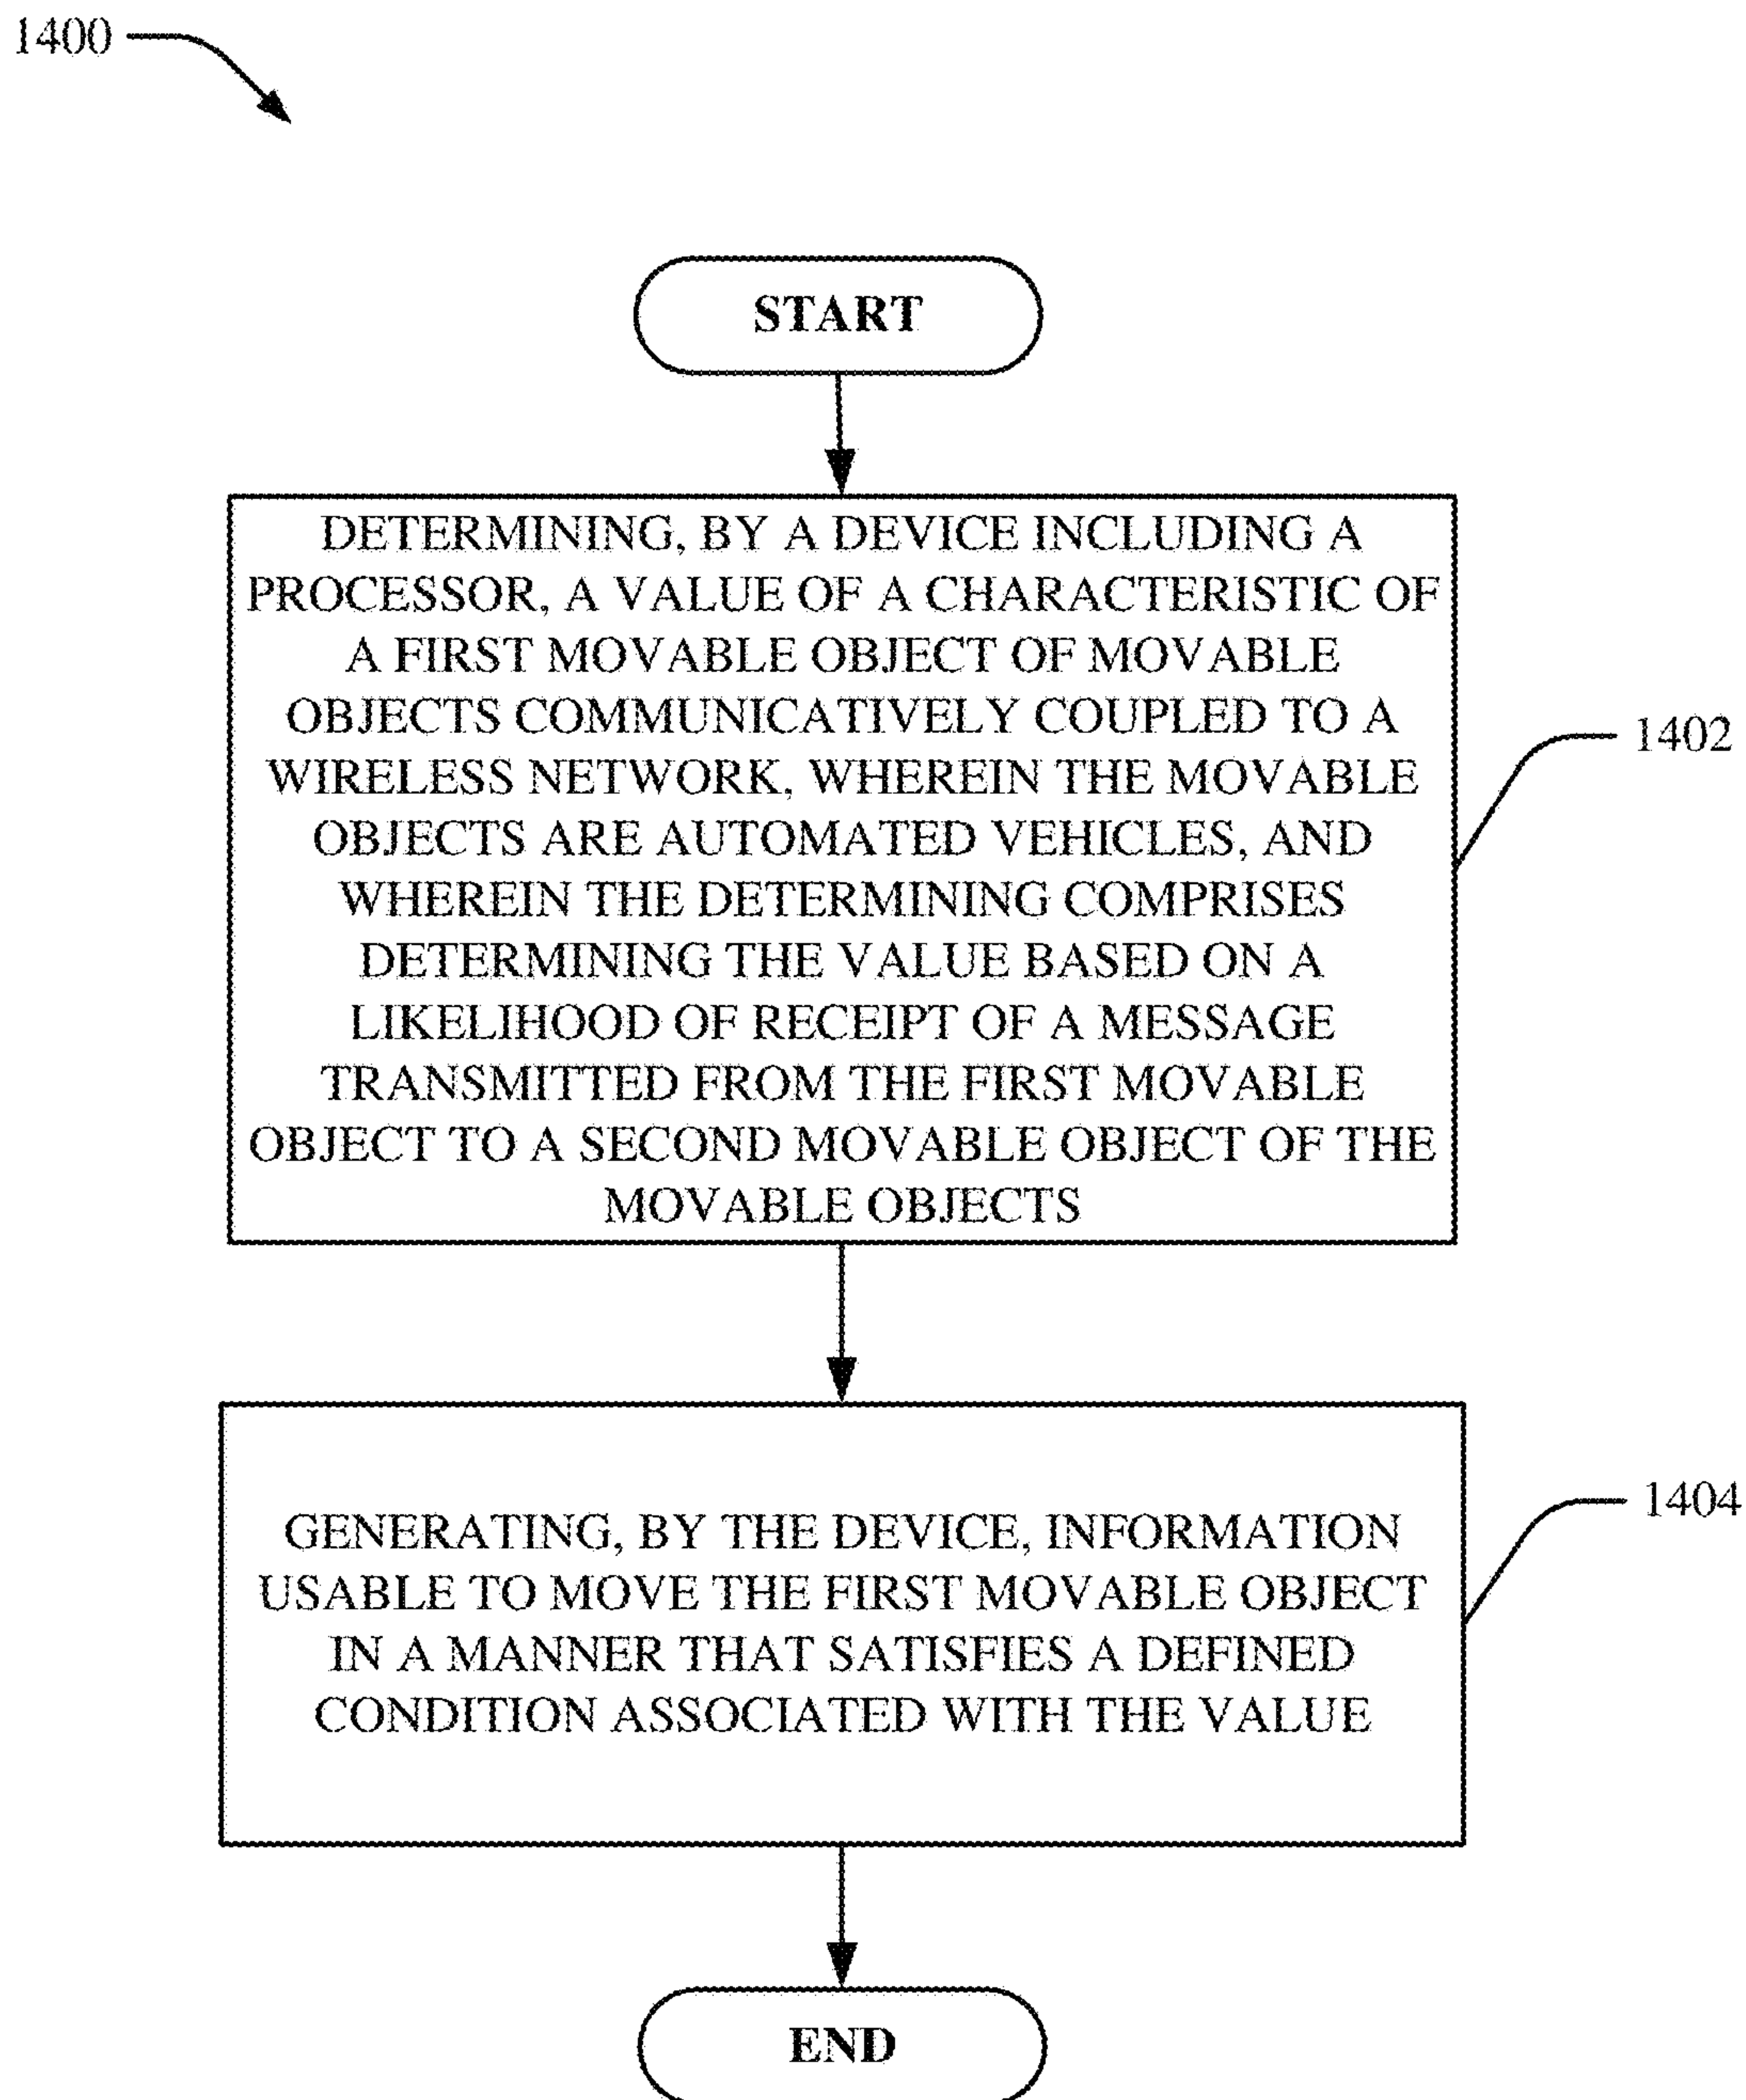 1400
START
DETERMINING, BY A DEVICE INCLUDING A
PROCESSOR, A VALUE OF A CHARACTERISTIC OF
A FIRST MOVABLE OBJECT OF MOVABLE
OBJECTS COMMUNICATIVELY COUPLED TO A
WIRELESS NETWORK, WHEREIN THE MOVABLE
OBJECTS ARE AUTOMATED VEHICLES, AND
WHEREIN THE DETERMINING COMPRISES
DETERMINING THE VALUE BASED ON A
LIKELIHOOD OF RECEIPT OF A MESSAGE
TRANSMITTED FROM THE FIRST MOVABLE
OBJECT TO A SECOND MOVABLE OBJECT OF THE
MOVABLE OBJECTS
1402
GENERATING, BY THE DEVICE, INFORMATION
USABLE TO MOVE THE FIRST MOVABLE OBJECT
IN A MANNER THAT SATISFIES A DEFINED
CONDITION ASSOCIATED WITH THE VALUE
1404
END